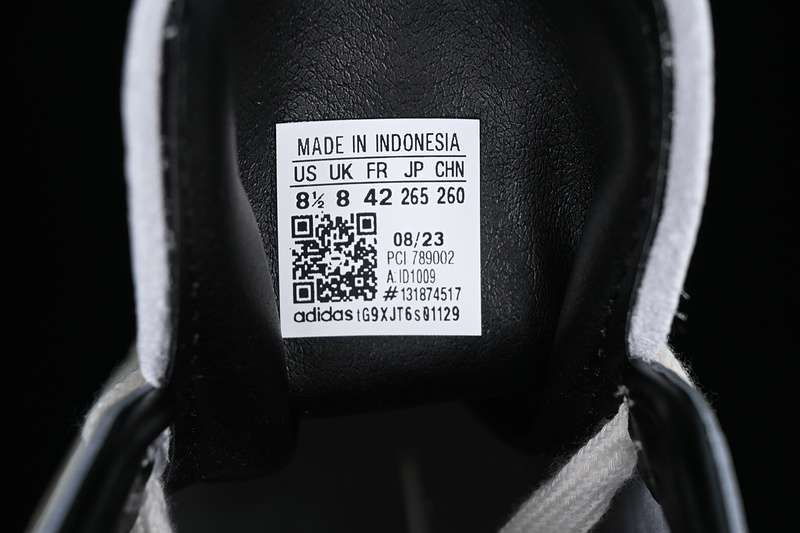 MADE IN INDONESIA
US UK FR JP CHN
8½ 8 42 265 260
08/23
PCI 789002
A: ID1009
#131874517
adidas tG9XJT6s01129